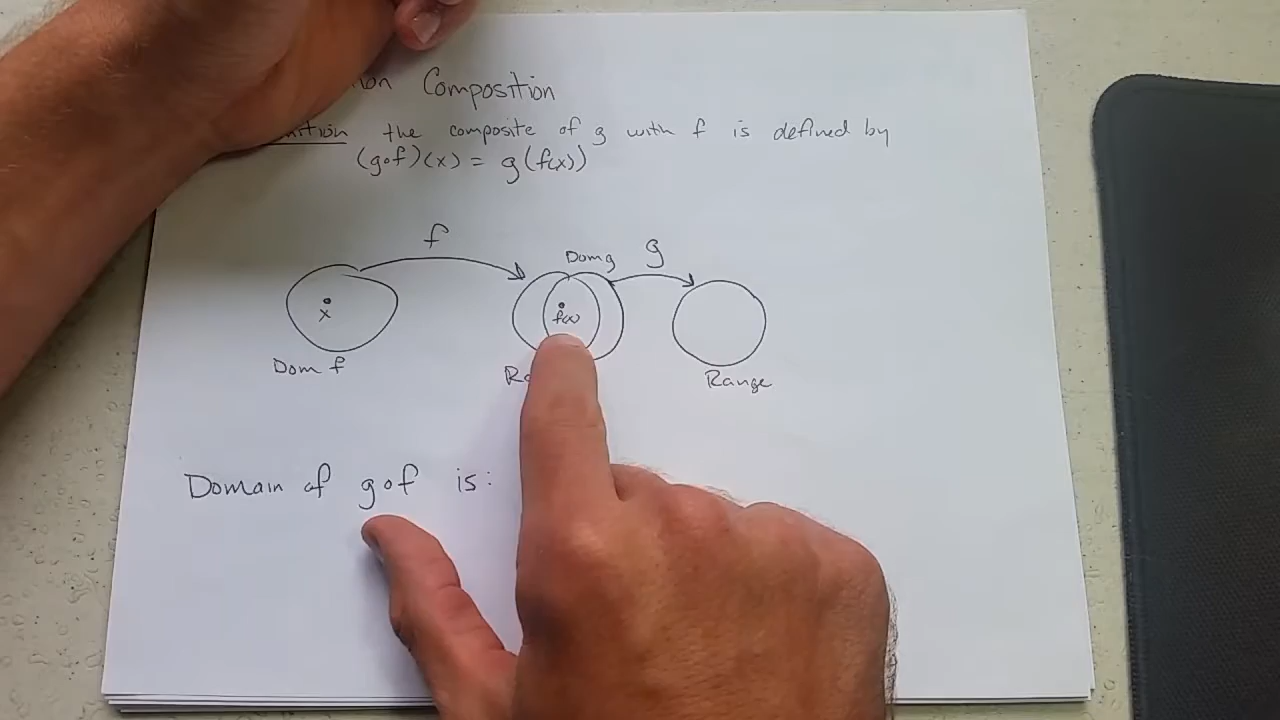 Composition
the composite of g with f is defined by
(g∘f)(x) = g(f(x))
f
Dom g g
x f(x)
Dom f Range
Domain of g∘f is: